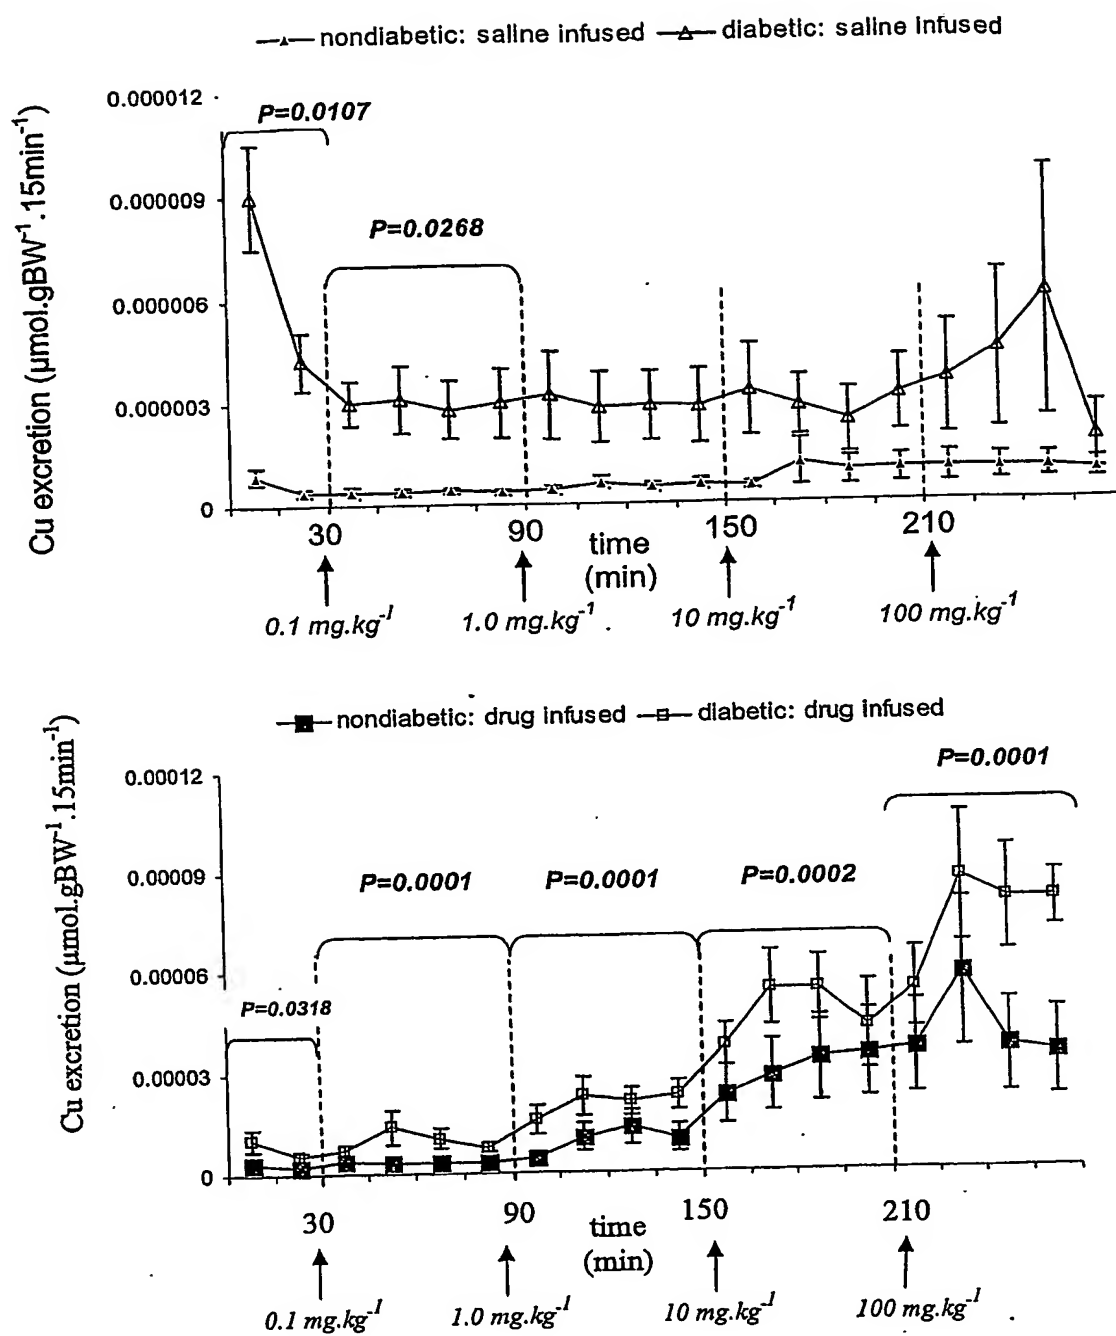 nondiabetic: saline infused diabetic: saline infused
Cu excretion (µmol.gBW⁻¹.15min⁻¹)
0.000012
P=0.0107
0.000009
P=0.0268
0.000006
0.000003
0
30 90 time 150 210
(min)
0.1 mg.kg⁻¹ 1.0 mg.kg⁻¹ 10 mg.kg⁻¹ 100 mg.kg⁻¹
nondiabetic: drug infused diabetic: drug infused
Cu excretion (µmol.gBW⁻¹.15min⁻¹)
P=0.0001
0.00012
0.00009
P=0.0001 P=0.0001 P=0.0002
0.00006
P=0.0318
0.00003
0
30 90 time 150 210
(min)
0.1 mg.kg⁻¹ 1.0 mg.kg⁻¹ 10 mg.kg⁻¹ 100 mg.kg⁻¹